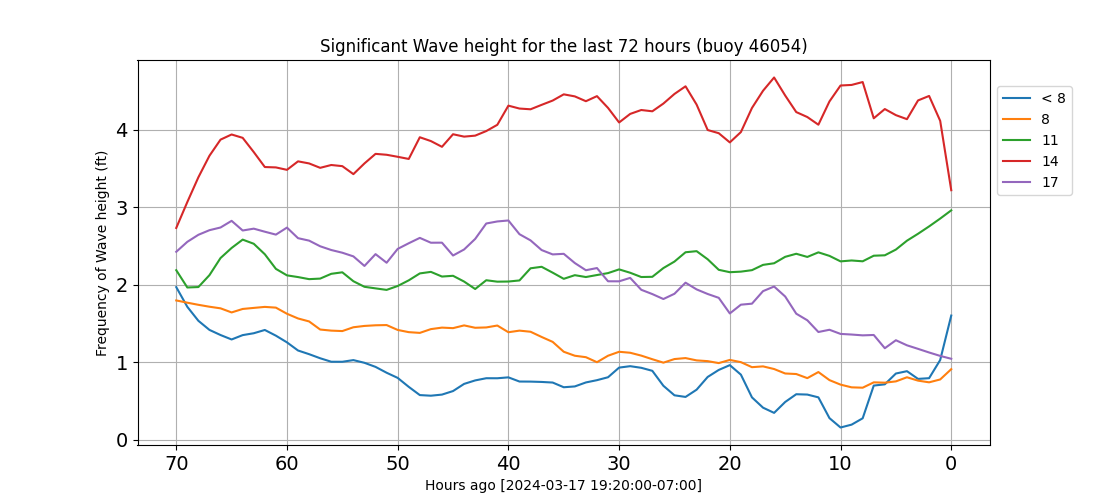 Significant Wave height for the last 72 hours (buoy 46054)
Frequency of Wave height (ft)
4
3
2
1
0
70 60 50 40 30 20 10 0
Hours ago [2024-03-17 19:20:00-07:00]
< 8
8
11
14
17